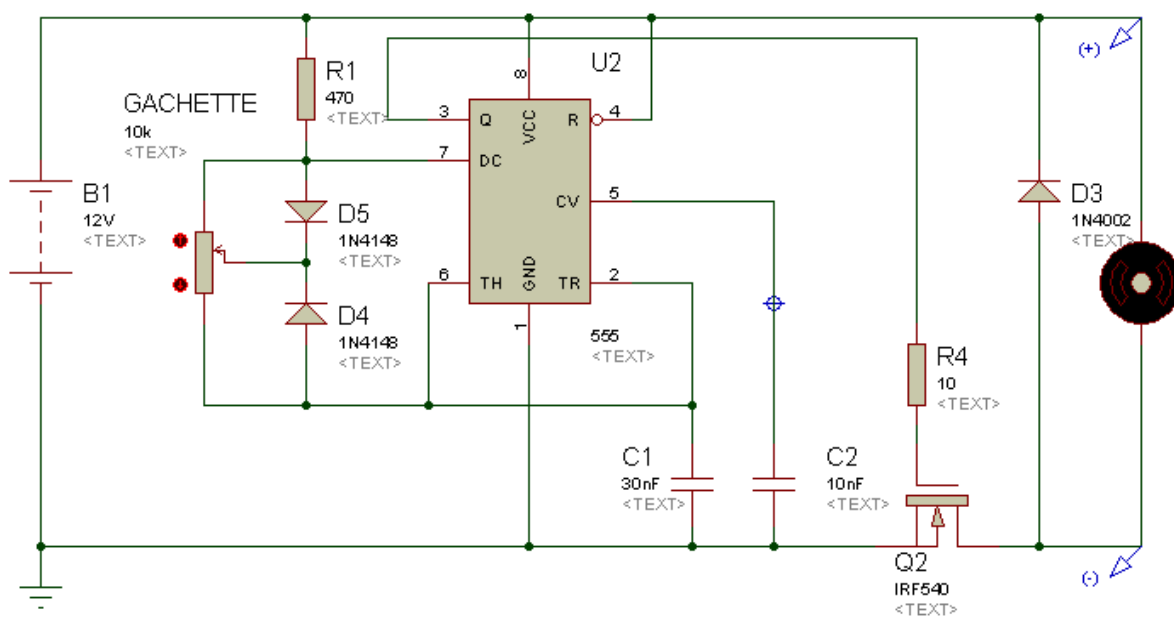 (+)
R1
470
<TEXT>
GACHETTE
10k
<TEXT>
U2
8
3
Q
VCC
R
4
7
DC
5
CV
B1
12V
<TEXT>
D5
1N4148
<TEXT>
D3
1N4002
<TEXT>
6
TH
GND
TR
2
1
D4
1N4148
<TEXT>
555
<TEXT>
R4
10
<TEXT>
C1
30nF
<TEXT>
C2
10nF
<TEXT>
Q2
IRF540
<TEXT>
(-)